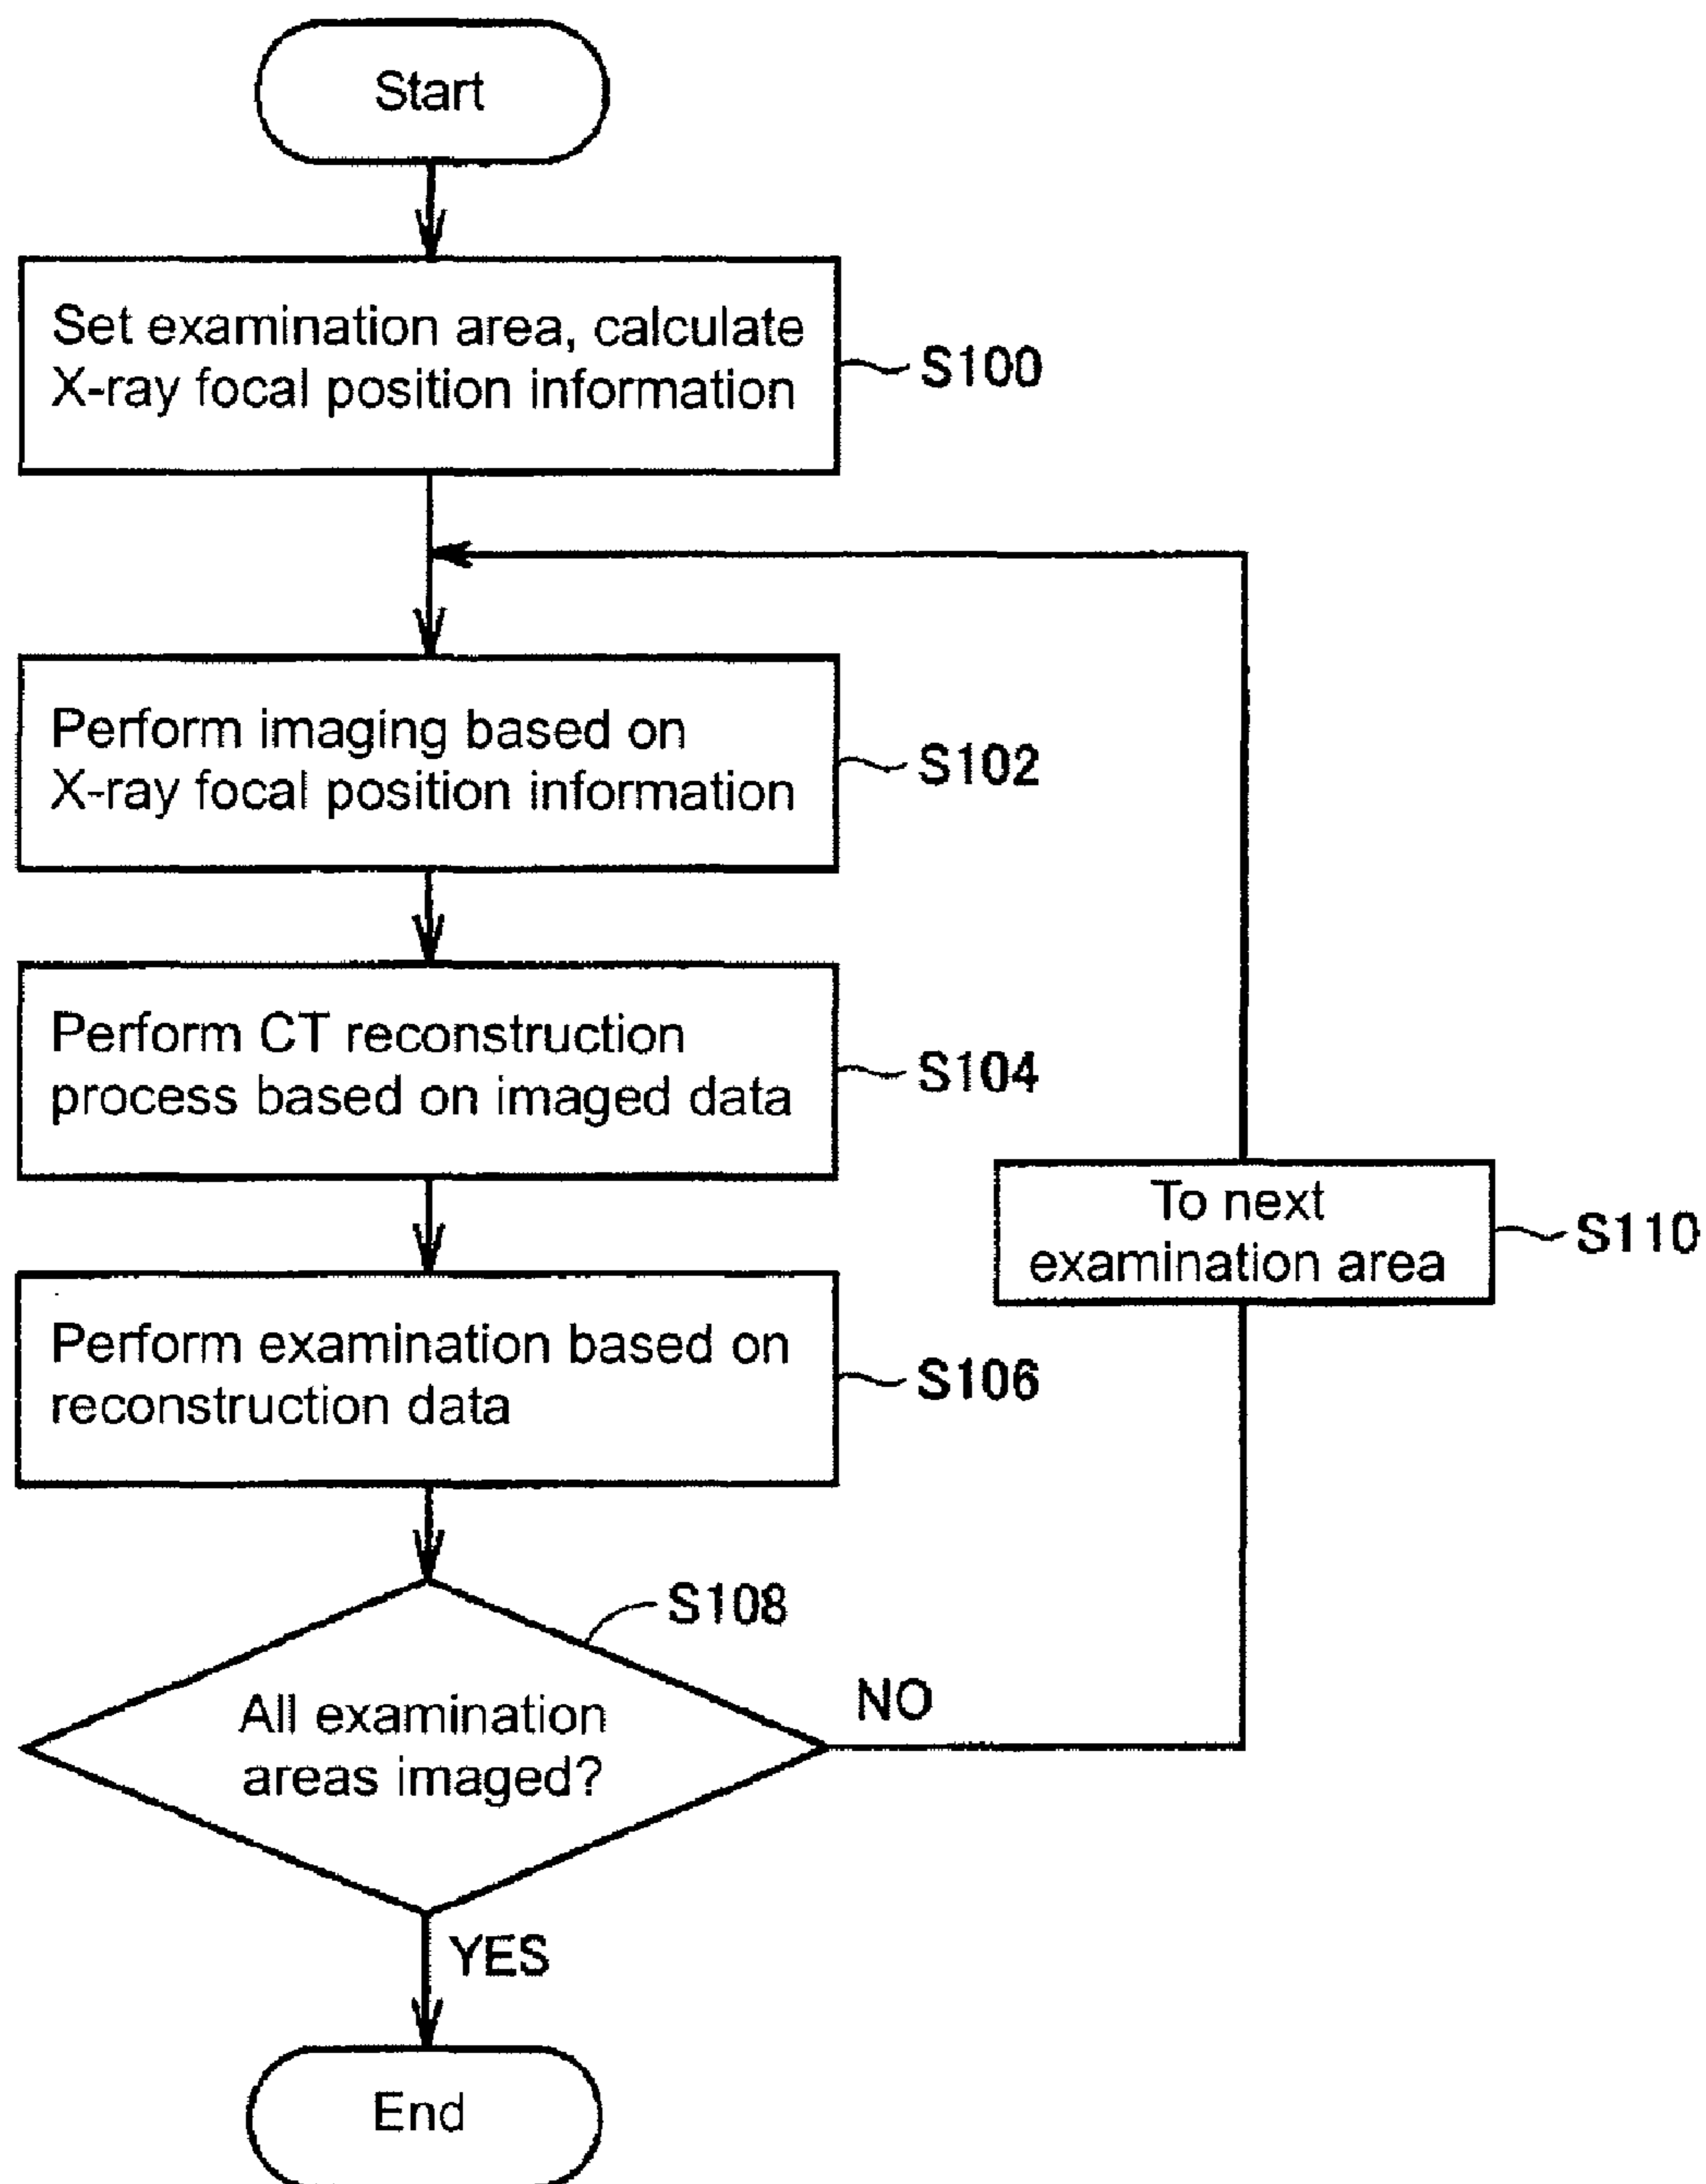 Start
Set examination area, calculate
X-ray focal position information
S100
Perform imaging based on
X-ray focal position information
S102
Perform CT reconstruction
process based on imaged data
S104
To next
examination area
S110
Perform examination based on
reconstruction data
S106
S108
All examination
areas imaged?
NO
YES
End